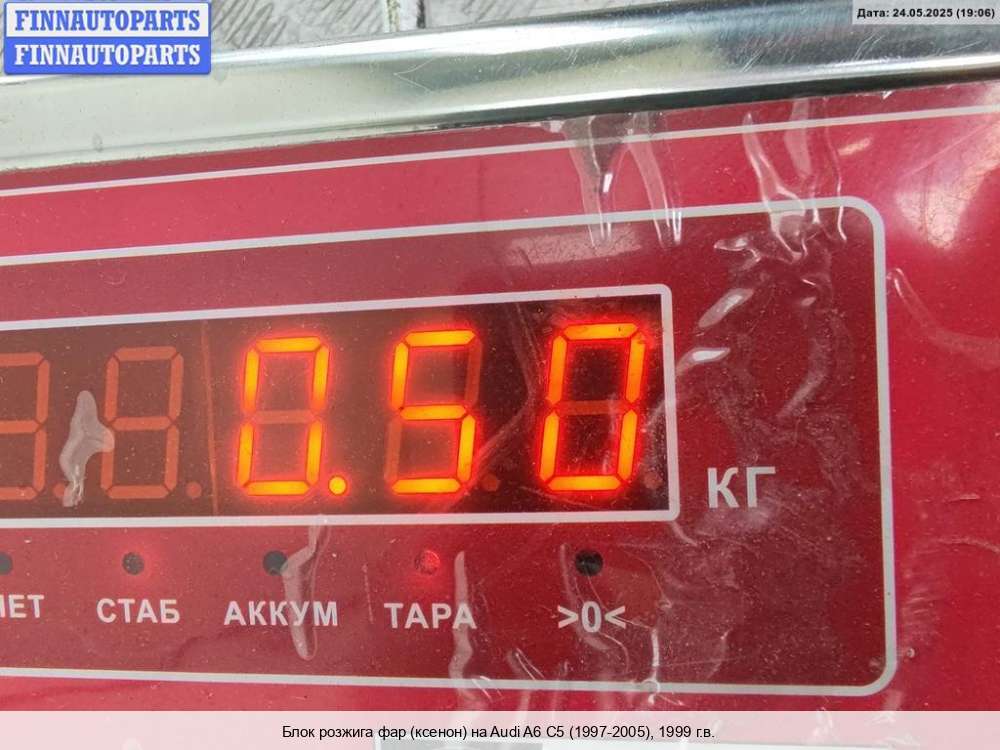 FINNAUTOPARTS
FINNAUTOPARTS
Дата: 24.05.2025 (19:06)
0.50
КГ
СТАБ АККУМ ТАРА >0<
Блок розжига фар (ксенон) на Audi A6 C5 (1997-2005), 1999 г.в.